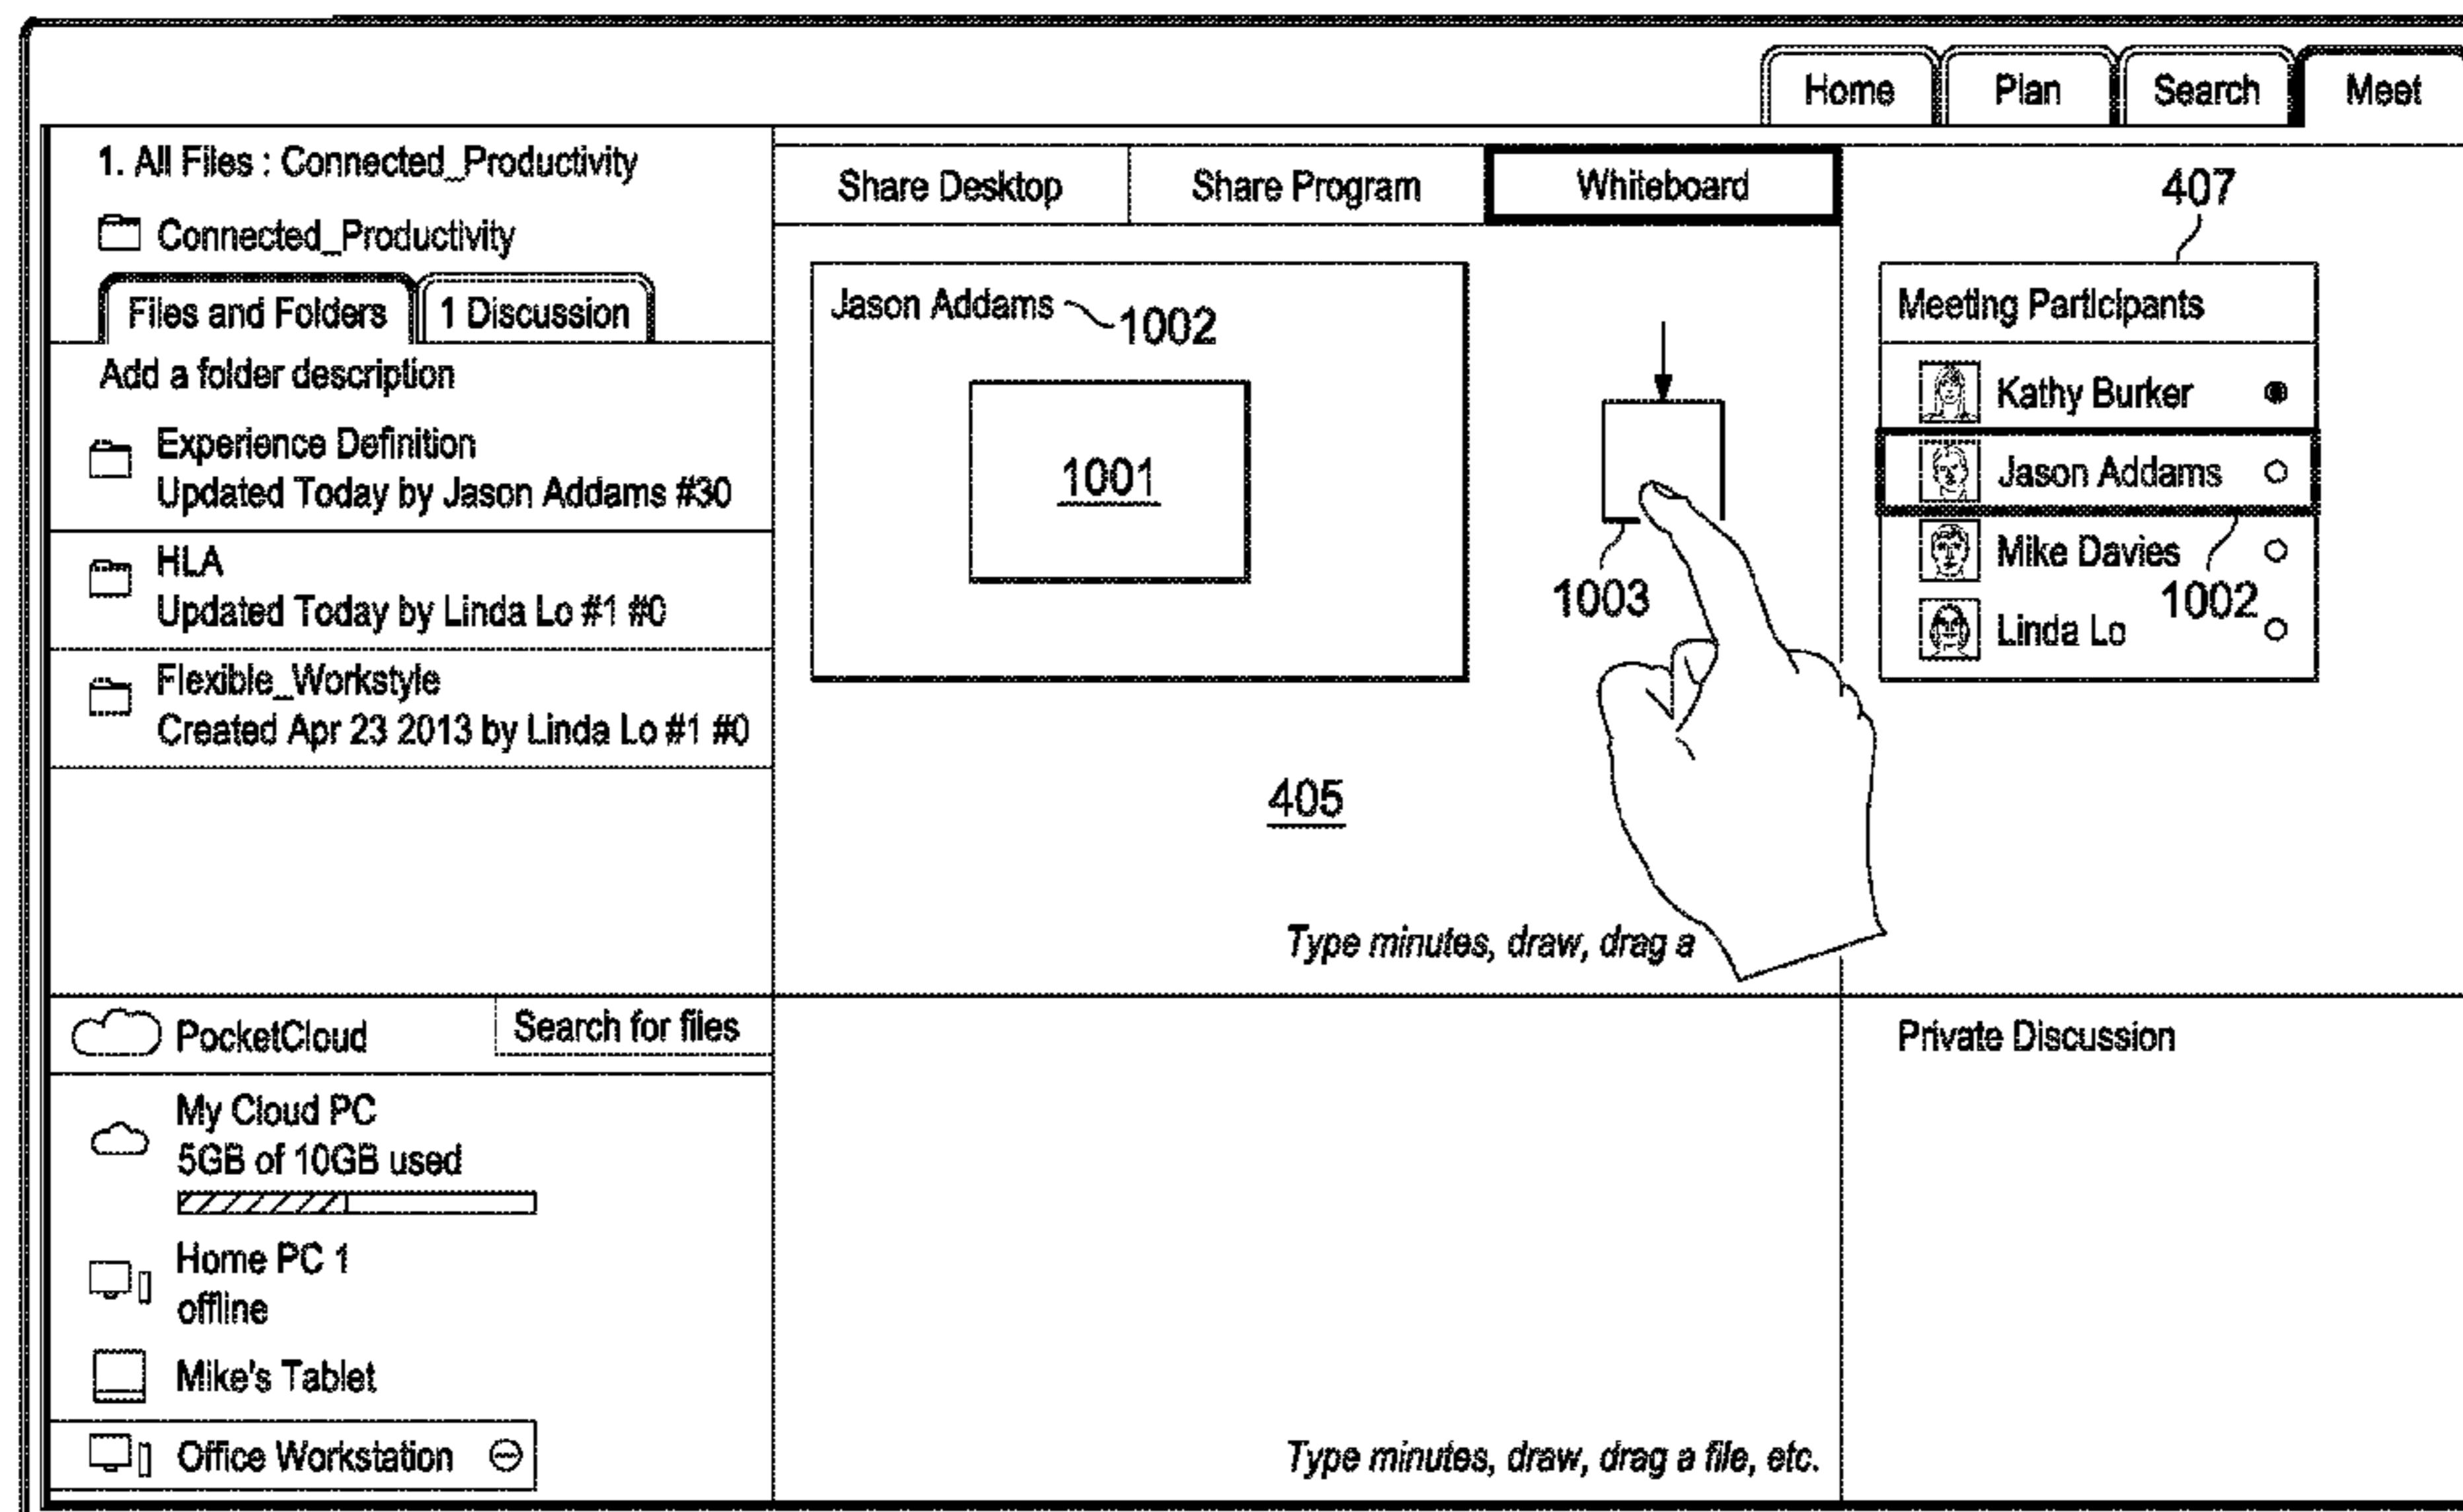 Home Plan Search Meet
1. All Files : Connected_Productivity
Connected_Productivity
Files and Folders 1 Discussion
Add a folder description
Experience Definition
Updated Today by Jason Addams #30
HLA
Updated Today by Linda Lo #1 #0
Flexible_Workstyle
Created Apr 23 2013 by Linda Lo #1 #0
PocketCloud Search for files
My Cloud PC
5GB of 10GB used
Home PC 1
offline
Mike's Tablet
Office Workstation
Share Desktop Share Program Whiteboard
Jason Addams 1002
1001
1003
405
Type minutes, draw, drag a
Type minutes, draw, drag a file, etc.
407
Meeting Participants
Kathy Burker
Jason Addams
Mike Davies
1002
Linda Lo
Private Discussion